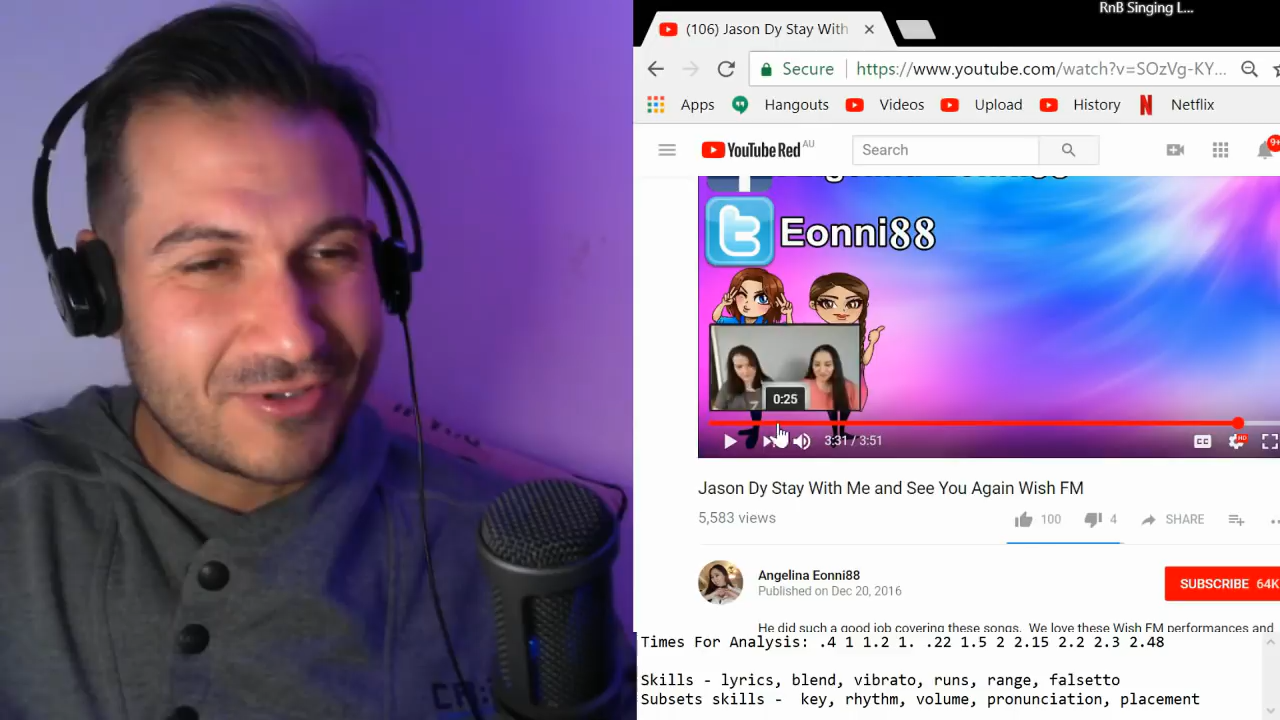 RnB Singing L...
(106) Jason Dy Stay With
Secure https://www.youtube.com/watch?v=SOzVg-KY...
Apps Hangouts Videos Upload History Netflix
YouTube Red AU Search 9+
Eonni88
0:25
3:31 / 3:51 CC HD
Jason Dy Stay With Me and See You Again Wish FM
5,583 views 100 4 SHARE
Angelina Eonni88
Published on Dec 20, 2016
SUBSCRIBE 64K
He did such a good job covering these songs. We love these Wish FM performances and
Times For Analysis: .4 1 1.2 1. .22 1.5 2 2.15 2.2 2.3 2.48
Skills - lyrics, blend, vibrato, runs, range, falsetto
Subsets skills - key, rhythm, volume, pronunciation, placement